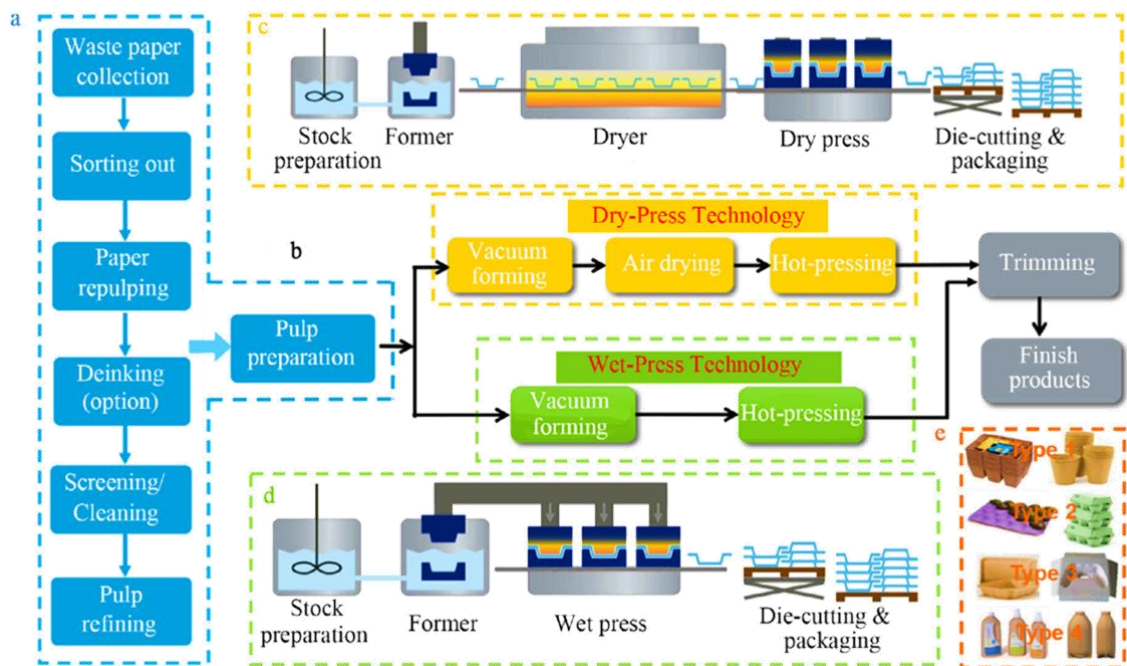 a
Waste paper
collection
Sorting out
Paper
repulping
Deinking
(option)
Screening/
Cleaning
Pulp
refining
b
Pulp
preparation
c
Stock
preparation
Former
Dryer
Dry press
Die-cutting &
packaging
Dry-Press Technology
Vacuum
forming
Air drying
Hot-pressing
Wet-Press Technology
Vacuum
forming
Hot-pressing
Trimming
Finish
products
d
Stock
preparation
Former
Wet press
Die-cutting &
packaging
e
Type 1
Type 2
Type 3
Type 4